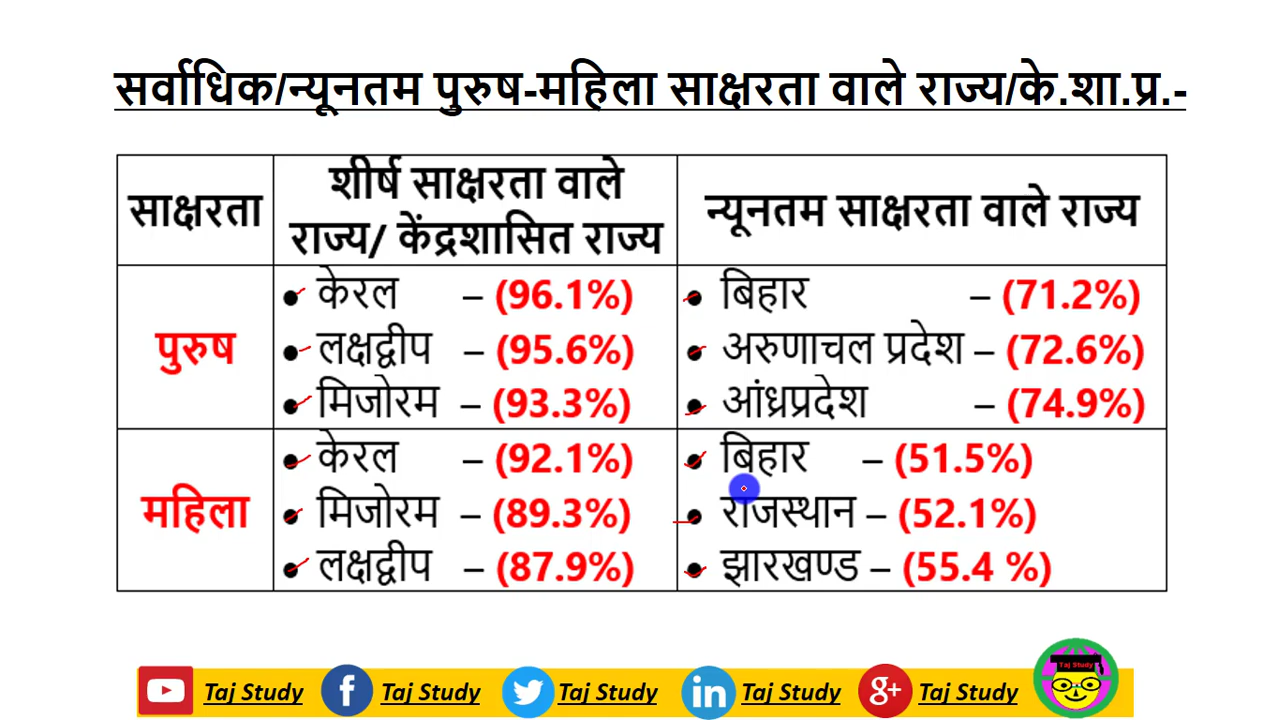 सर्वाधिक/न्यूनतम पुरुष-महिला साक्षरता वाले राज्य/के.शा.प्र.-
साक्षरता
शीर्ष साक्षरता वाले
राज्य/ केंद्रशासित राज्य
न्यूनतम साक्षरता वाले राज्य
पुरुष
• केरल – (96.1%)
• लक्षद्वीप – (95.6%)
• मिजोरम – (93.3%)
• बिहार – (71.2%)
• अरुणाचल प्रदेश – (72.6%)
• आंध्रप्रदेश – (74.9%)
महिला
• केरल – (92.1%)
• मिजोरम – (89.3%)
• लक्षद्वीप – (87.9%)
• बिहार – (51.5%)
• राजस्थान – (52.1%)
• झारखण्ड – (55.4 %)
Taj Study f Taj Study Taj Study in Taj Study g+ Taj Study Taj Study